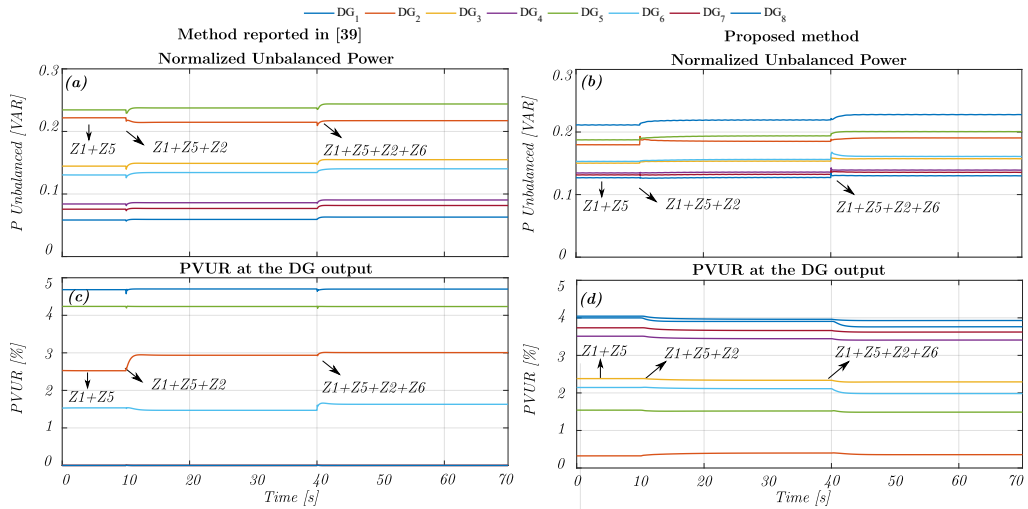 DG1 DG2 DG3 DG4 DG5 DG6 DG7 DG8
Method reported in [39]
Proposed method
Normalized Unbalanced Power
(a)
P Unbalanced [VAR]
0.3
0.2
0.1
0
Z1+Z5
Z1+Z5+Z2
Z1+Z5+Z2+Z6
Normalized Unbalanced Power
(b)
P Unbalanced [VAR]
0.3
0.2
0.1
0
Z1+Z5
Z1+Z5+Z2
Z1+Z5+Z2+Z6
PVUR at the DG output
(c)
PVUR [%]
5
4
3
2
1
0
Z1+Z5
Z1+Z5+Z2
Z1+Z5+Z2+Z6
0 10 20 30 40 50 60 70
Time [s]
PVUR at the DG output
(d)
PVUR [%]
5
4
3
2
1
0
Z1+Z5
Z1+Z5+Z2
Z1+Z5+Z2+Z6
0 10 20 30 40 50 60 70
Time [s]